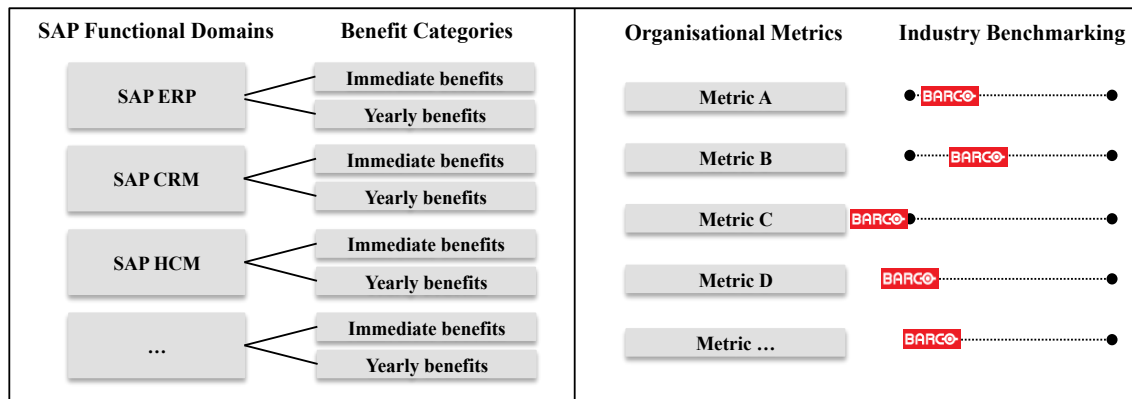 SAP Functional Domains
Benefit Categories
SAP ERP
Immediate benefits
Yearly benefits
SAP CRM
Immediate benefits
Yearly benefits
SAP HCM
Immediate benefits
Yearly benefits
…
Immediate benefits
Yearly benefits
Organisational Metrics
Industry Benchmarking
Metric A
BARCO
Metric B
BARCO
Metric C
BARCO
Metric D
BARCO
Metric …
BARCO